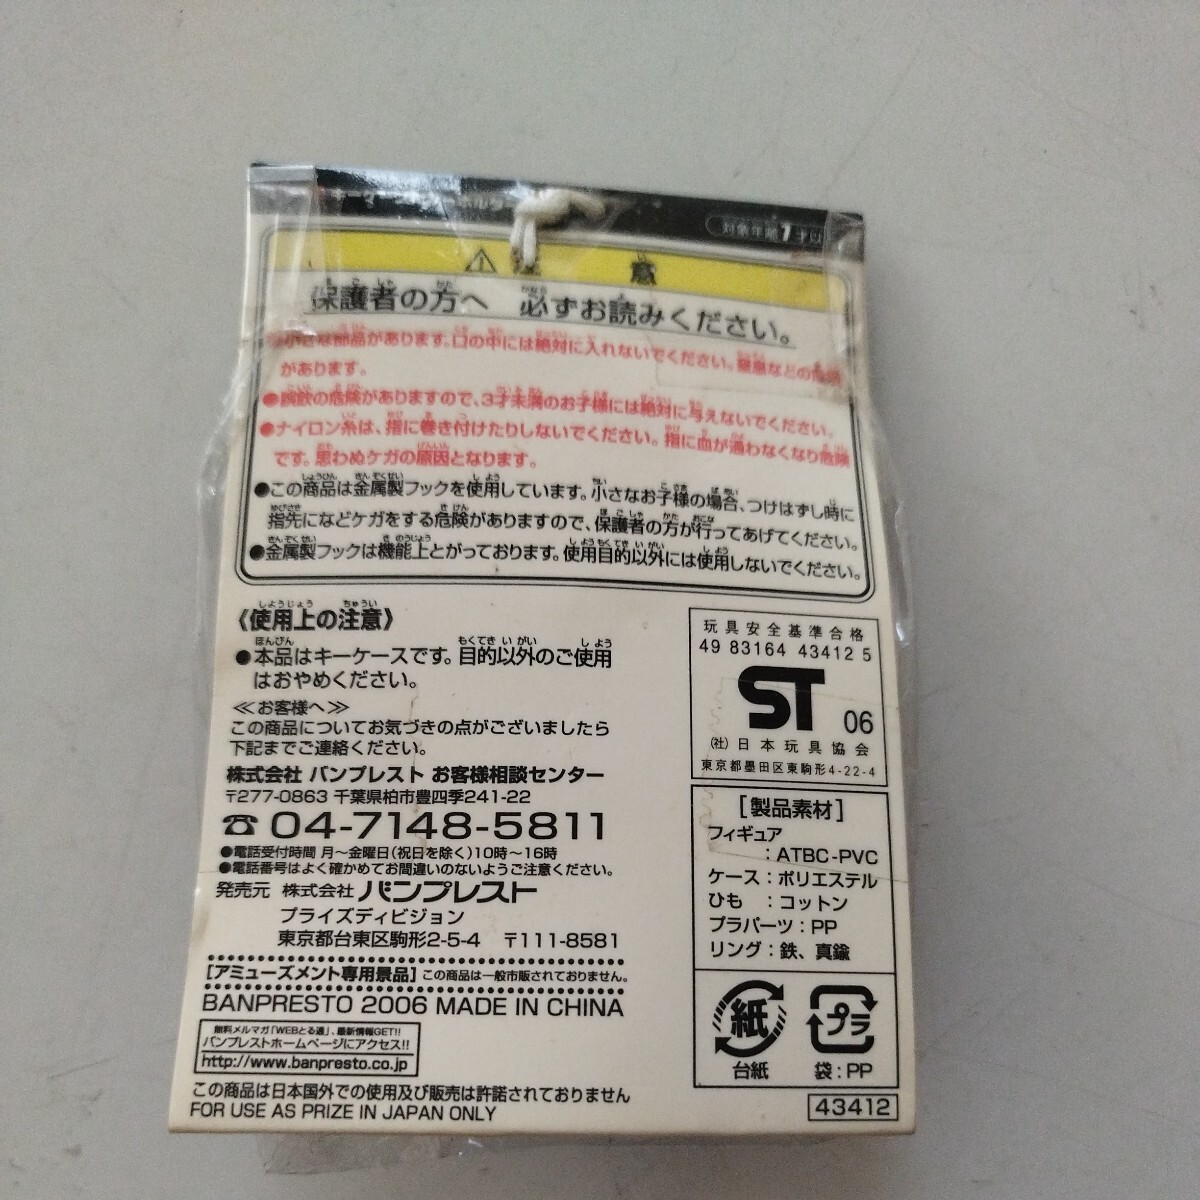 対象年齢1才以
⚠注意
保護者の方へ 必ずお読みください。
●小さな部品があります。口の中には絶対に入れないでください。窒息などの危険
があります。
●誤飲の危険がありますので、3才未満のお子様には絶対に与えないでください。
●ナイロン糸は、指に巻き付けたりしないでください。指に血が通わなくなり危険
です。思わぬケガの原因となります。
●この商品は金属製フックを使用しています。小さなお子様の場合、つけはずし時に
指先になどケガをする危険がありますので、保護者の方が行ってあげてください。
●金属製フックは機能上とがっております。使用目的以外には使用しないでください。
《使用上の注意》
●本品はキーケースです。目的以外のご使用
はおやめください。
≪お客様へ≫
この商品についてお気づきの点がございましたら
下記までご連絡ください。
株式会社 バンプレスト お客様相談センター
〒277-0863 千葉県柏市豊四季241-22
☎ 04-7148-5811
●電話受付時間 月～金曜日(祝日を除く)10時～16時
●電話番号はよく確かめてお間違いのないようご注意ください。
発売元 株式会社 バンプレスト
プライズディビジョン
東京都台東区駒形2-5-4 〒111-8581
[アミューズメント専用景品] この商品は一般市販されておりません。
BANPRESTO 2006 MADE IN CHINA
無料メルマガ「WEBとる通」、最新情報GET!!
バンプレストホームページにアクセス!!
http://www.banpresto.co.jp
この商品は日本国外での使用及び販売は許諾されておりません
FOR USE AS PRIZE IN JAPAN ONLY
玩具安全基準合格
49 83164 43412 5
ST 06
(社)日本玩具協会
東京都墨田区東駒形4-22-4
[製品素材]
フィギュア
:ATBC-PVC
ケース:ポリエステル
ひも :コットン
プラパーツ:PP
リング:鉄、真鍮
紙
台紙
プラ
袋:PP
43412